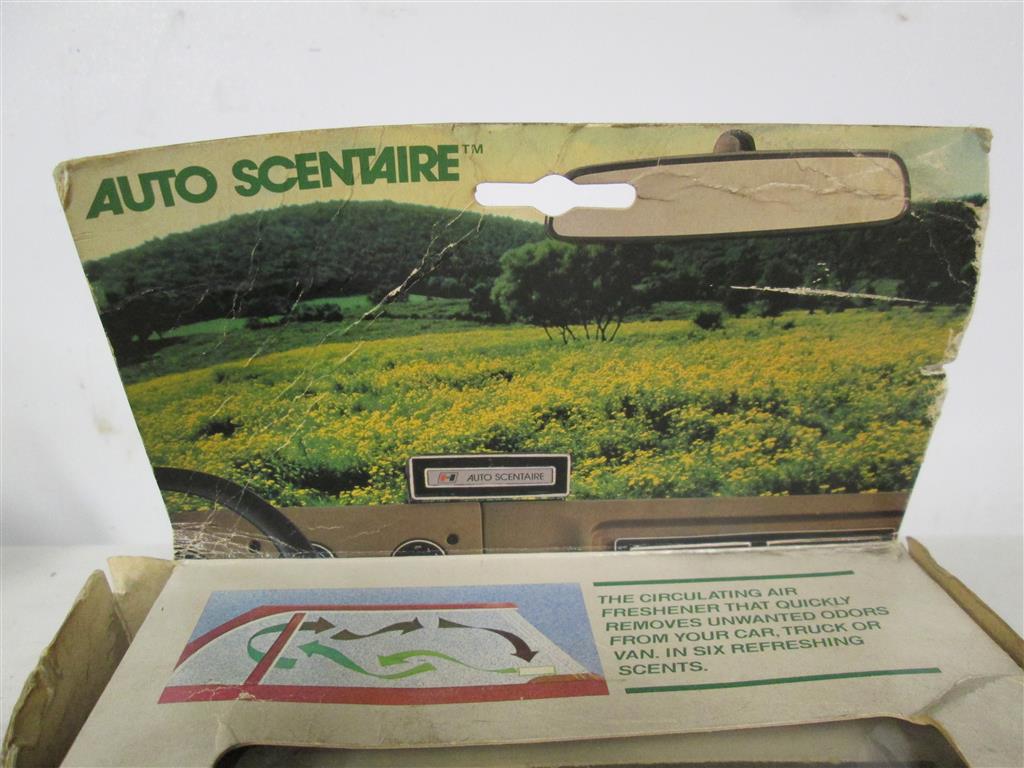 AUTO SCENTAIRE™
AUTO SCENTAIRE
THE CIRCULATING AIR
FRESHENER THAT QUICKLY
REMOVES UNWANTED ODORS
FROM YOUR CAR, TRUCK OR
VAN. IN SIX REFRESHING
SCENTS.